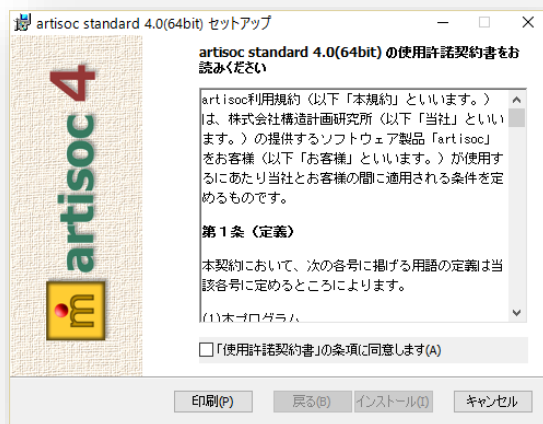 artisoc standard 4.0(64bit) セットアップ
artisoc 4
artisoc standard 4.0(64bit) の使用許諾契約書をお
読みください
artisoc利用規約（以下「本規約」といいます。）
は、株式会社構造計画研究所（以下「当社」といい
ます。）の提供するソフトウェア製品「artisoc」
をお客様（以下「お客様」といいます。）が使用す
るにあたり当社とお客様の間に適用される条件を定
めるものです。
第１条（定義）
本契約において、次の各号に掲げる用語の定義は当
該各号に定めるところによります。
(1)本プログラム
「使用許諾契約書」の条項に同意します(A)
m
印刷(P)
戻る(B)
インストール(I)
キャンセル